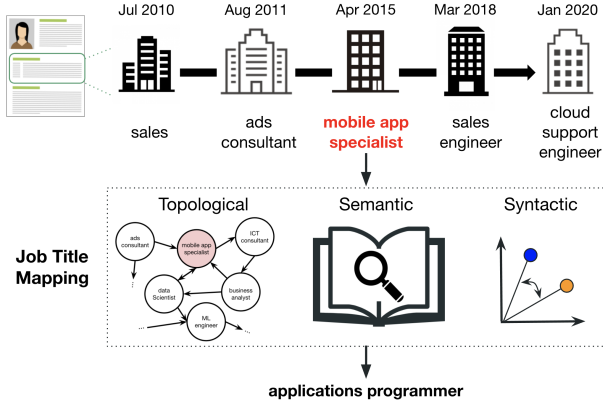 Jul 2010
Aug 2011
Apr 2015
Mar 2018
Jan 2020
sales
ads
consultant
mobile app
specialist
sales
engineer
cloud
support
engineer
Job Title
Mapping
Topological
Semantic
Syntactic
ads
consultant
mobile app
specialist
ICT
consultant
data
Scientist
business
analyst
ML
engineer
...
...
...
applications programmer